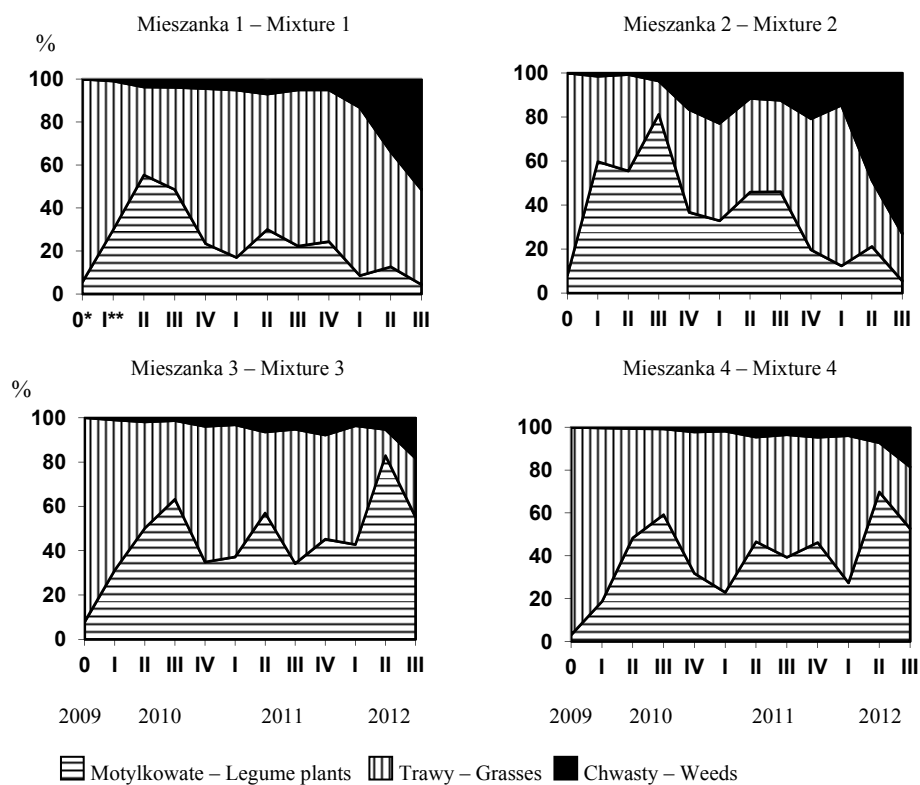 Mieszanka 1 – Mixture 1
%
100
80
60
40
20
0
0* I** II III IV I II III IV I II III
Mieszanka 2 – Mixture 2
100
80
60
40
20
0
0 I II III IV I II III IV I II III
Mieszanka 3 – Mixture 3
%
100
80
60
40
20
0
0 I II III IV I II III IV I II III
2009 2010 2011 2012
Mieszanka 4 – Mixture 4
100
80
60
40
20
0
0 I II III IV I II III IV I II III
2009 2010 2011 2012
Motylkowate – Legume plants Trawy – Grasses Chwasty – Weeds